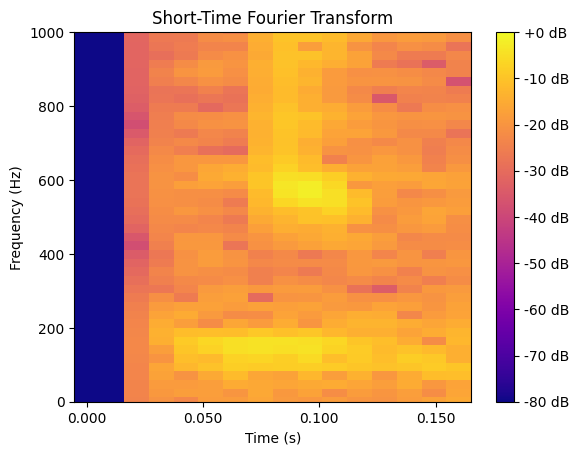 Short-Time Fourier Transform
Frequency (Hz)
1000
800
600
400
200
0
0.000
0.050
0.100
0.150
Time (s)
+0 dB
-10 dB
-20 dB
-30 dB
-40 dB
-50 dB
-60 dB
-70 dB
-80 dB